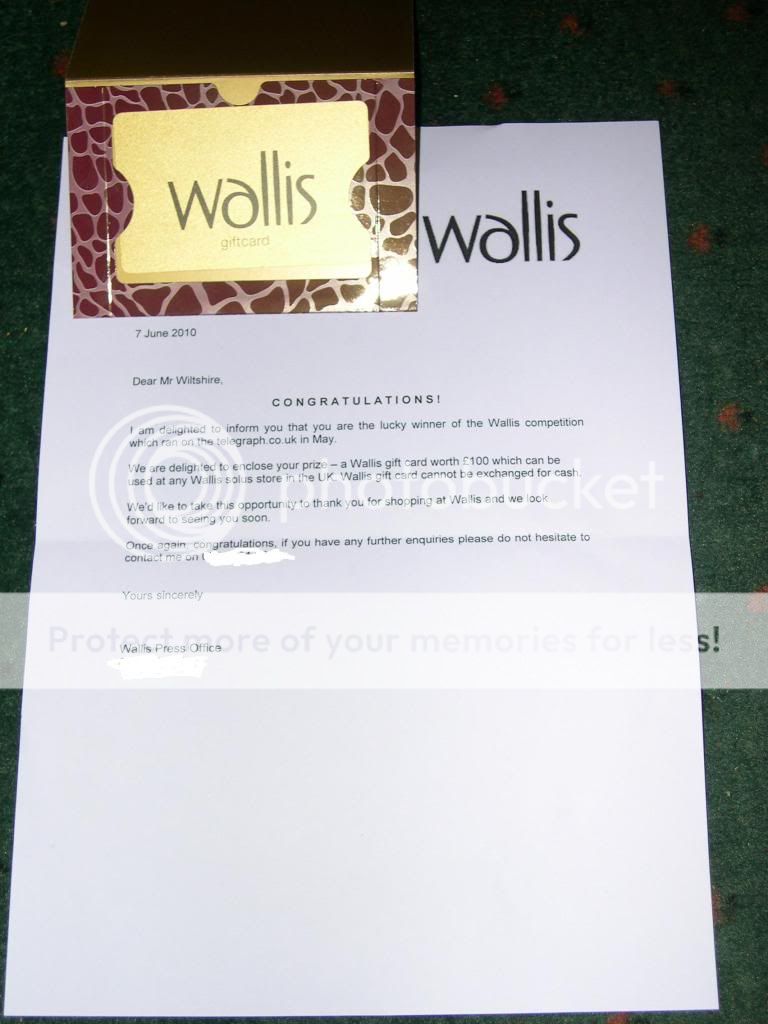 wallis
giftcard
wallis
7 June 2010
Dear Mr Wiltshire,
CONGRATULATIONS!
I am delighted to inform you that you are the lucky winner of the Wallis competition
which ran on the telegraph.co.uk in May.
We are delighted to enclose your prize – a Wallis gift card worth £100 which can be
used at any Wallis solus store in the UK. Wallis gift card cannot be exchanged for cash.
We'd like to take this opportunity to thank you for shopping at Wallis and we look
forward to seeing you soon.
Once again, congratulations, if you have any further enquiries please do not hesitate to
contact me on
Yours sincerely
Wallis Press Office
photobucket
Protect more of your memories for less!